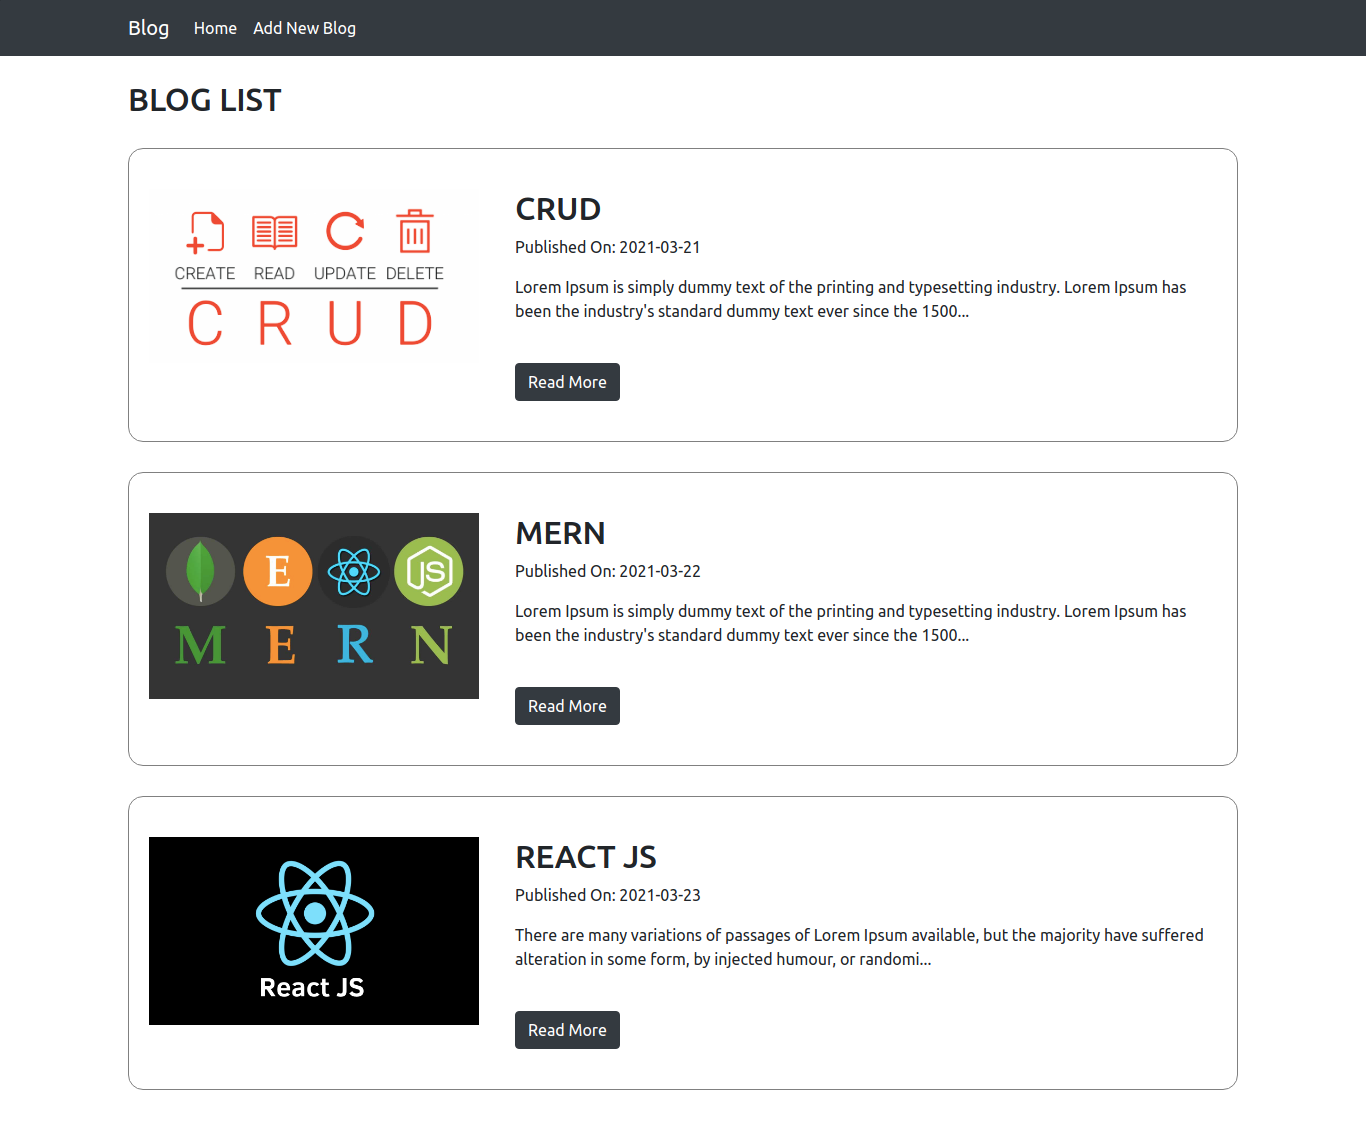 Blog Home Add New Blog
BLOG LIST
CREATE READ UPDATE DELETE
C R U D
CRUD
Published On: 2021-03-21
Lorem Ipsum is simply dummy text of the printing and typesetting industry. Lorem Ipsum has
been the industry's standard dummy text ever since the 1500...
Read More
E JS
M E R N
MERN
Published On: 2021-03-22
Lorem Ipsum is simply dummy text of the printing and typesetting industry. Lorem Ipsum has
been the industry's standard dummy text ever since the 1500...
Read More
React JS
REACT JS
Published On: 2021-03-23
There are many variations of passages of Lorem Ipsum available, but the majority have suffered
alteration in some form, by injected humour, or randomi...
Read More